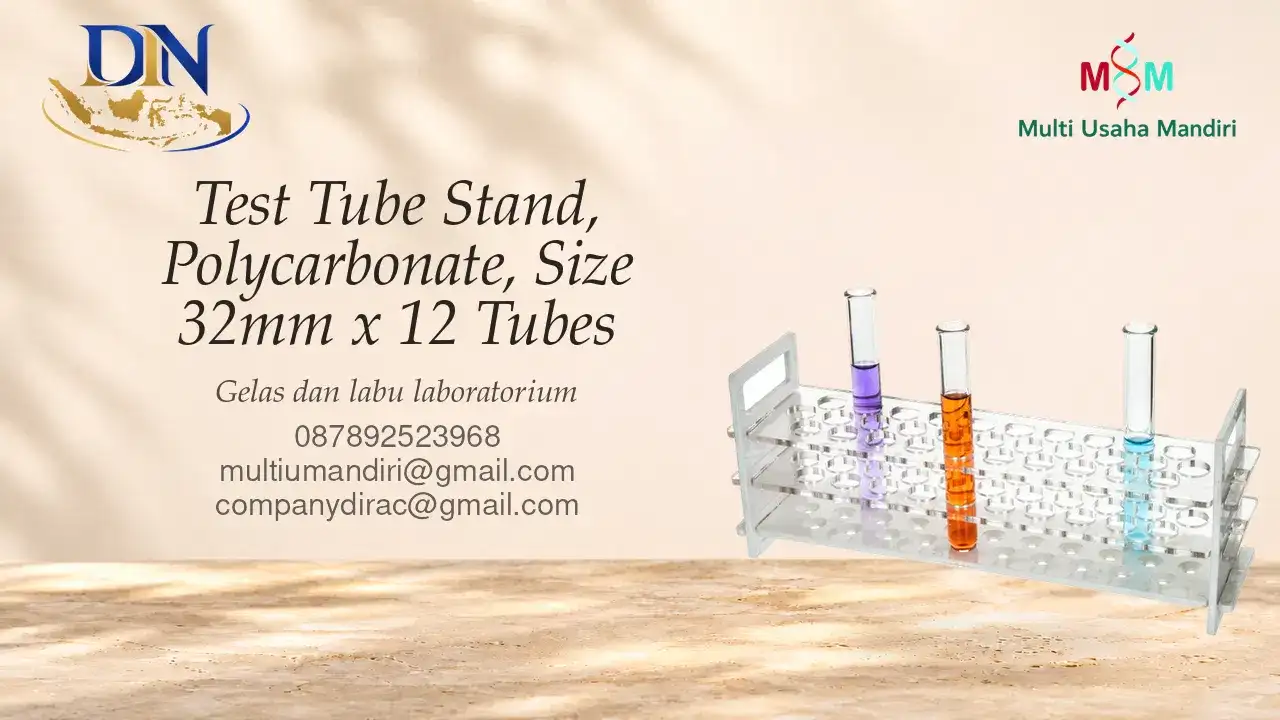 DIN
MSM
Multi Usaha Mandiri
Test Tube Stand,
Polycarbonate, Size
32mm x 12 Tubes
Gelas dan labu laboratorium
087892523968
multiumandiri@gmail.com
companydirac@gmail.com